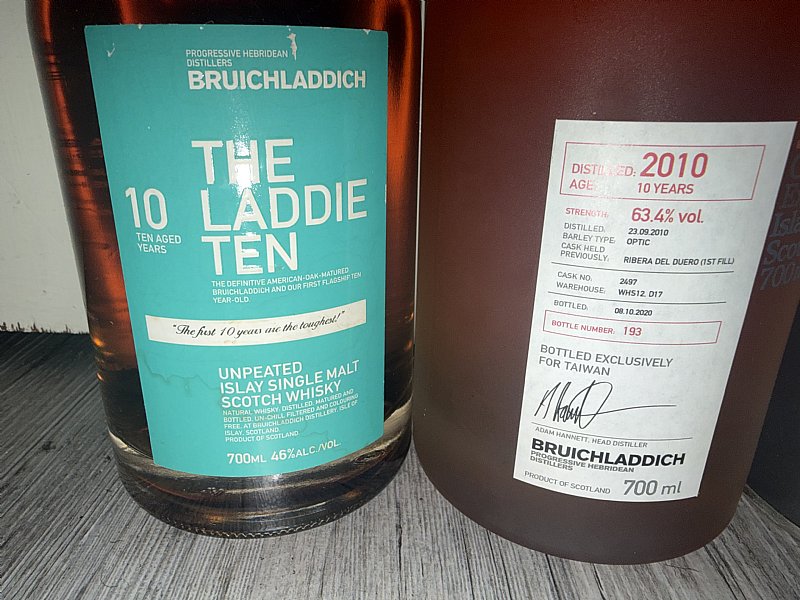 PROGRESSIVE HEBRIDEAN
DISTILLERS
BRUICHLADDICH
THE
LADDIE
TEN
10
TEN AGED
YEARS
THE DEFINITIVE AMERICAN-OAK-MATURED
BRUICHLADDICH AND OUR FIRST FLAGSHIP TEN
YEAR-OLD.
"The first 10 years are the toughest!"
UNPEATED
ISLAY SINGLE MALT
SCOTCH WHISKY
NATURAL WHISKY. DISTILLED, MATURED AND
BOTTLED, UN-CHILL FILTERED AND COLOURING
FREE, AT BRUICHLADDICH DISTILLERY, ISLE OF
ISLAY, SCOTLAND.
PRODUCT OF SCOTLAND.
700ML 46%ALC./VOL.
DISTILLED: 2010
AGE: 10 YEARS
STRENGTH: 63.4% vol.
DISTILLED: 23.09.2010
BARLEY TYPE: OPTIC
CASK HELD
PREVIOUSLY: RIBERA DEL DUERO (1ST FILL)
CASK NO. 2497
WAREHOUSE: WHS12, D17
BOTTLED: 08.10.2020
BOTTLE NUMBER: 193
BOTTLED EXCLUSIVELY
FOR TAIWAN
ADAM HANNETT. HEAD DISTILLER
BRUICHLADDICH
PROGRESSIVE HEBRIDEAN
DISTILLERS
PRODUCT OF SCOTLAND 700 ml